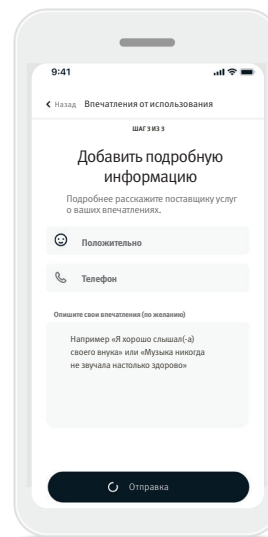 9:41
Назад Впечатления от использования
ШАГ 3 ИЗ 3
Добавить подробную
информацию
Подробнее расскажите поставщику услуг
о ваших впечатлениях.
Положительно
Телефон
Опишите свои впечатления (по желанию)
Например «Я хорошо слышал(-а)
своего внука» или «Музыка никогда
не звучала настолько здорово»
Отправка